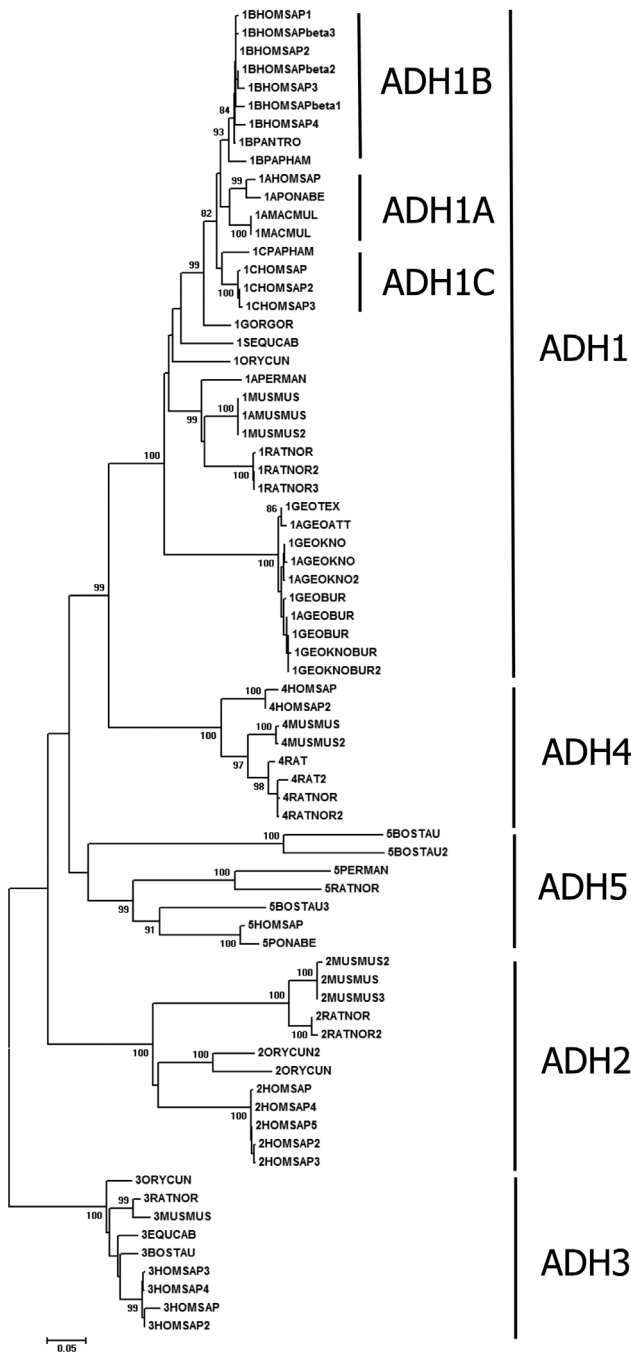 1BHOMSAP1
1BHOMSAPbeta3
1BHOMSAP2
1BHOMSAPbeta2
1BHOMSAP3
1BHOMSAPbeta1
84
1BHOMSAP4
1BPANTRO
93
1BPAPHAM
ADH1B
1AHOMSAP
99
1APONABE
1AMACMUL
1MACMUL
100
ADH1A
82
1CPAPHAM
1CHOMSAP
1CHOMSAP2
100
1CHOMSAP3
ADH1C
99
1GORGOR
1SEQUCAB
1ORYCUN
ADH1
1APERMAN
1MUSMUS
100
1AMUSMUS
99
1MUSMUS2
1RATNOR
100
1RATNOR2
100
1RATNOR3
1GEOTEX
86
1AGEOATT
1GEOKNO
1AGEOKNO
100
1AGEOKNO2
99
1GEOBUR
1AGEOBUR
1GEOBUR
1GEOKNOBUR
1GEOKNOBUR2
4HOMSAP
100
4HOMSAP2
4MUSMUS
100
100
4MUSMUS2
4RAT
97
4RAT2
98
4RATNOR
4RATNOR2
ADH4
5BOSTAU
100
5BOSTAU2
5PERMAN
100
5RATNOR
99
5BOSTAU3
91
5HOMSAP
100
5PONABE
ADH5
2MUSMUS2
100
2MUSMUS
2MUSMUS3
100
2RATNOR
100
2RATNOR2
100
2ORYCUN2
100
2ORYCUN
2HOMSAP
2HOMSAP4
100
2HOMSAP5
2HOMSAP2
2HOMSAP3
ADH2
3ORYCUN
3RATNOR
99
100
3MUSMUS
3EQUCAB
3BOSTAU
3HOMSAP3
3HOMSAP4
99
3HOMSAP
3HOMSAP2
ADH3
0.05